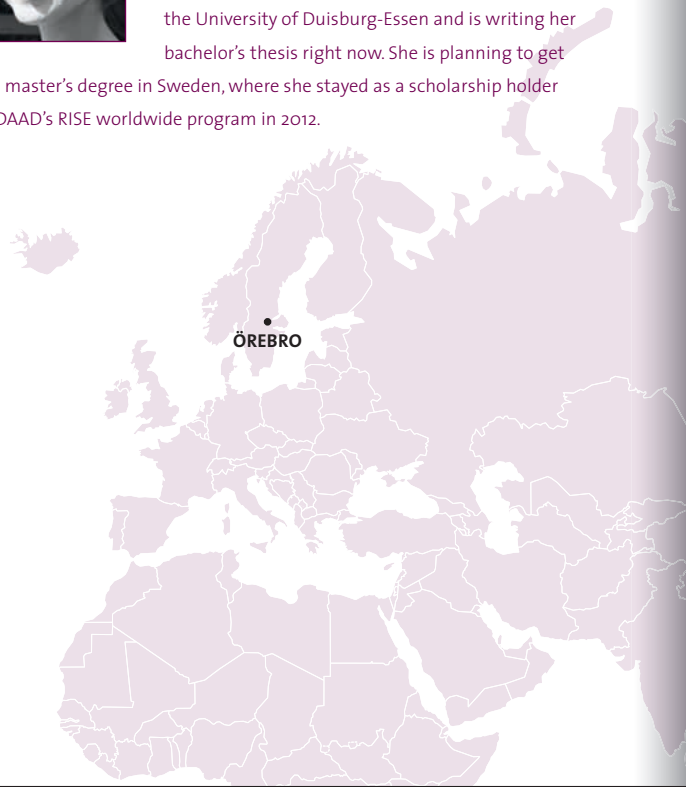 the University of Duisburg-Essen and is writing her
bachelor’s thesis right now. She is planning to get
master’s degree in Sweden, where she stayed as a scholarship holder
DAAD’s RISE worldwide program in 2012.
ÖREBRO